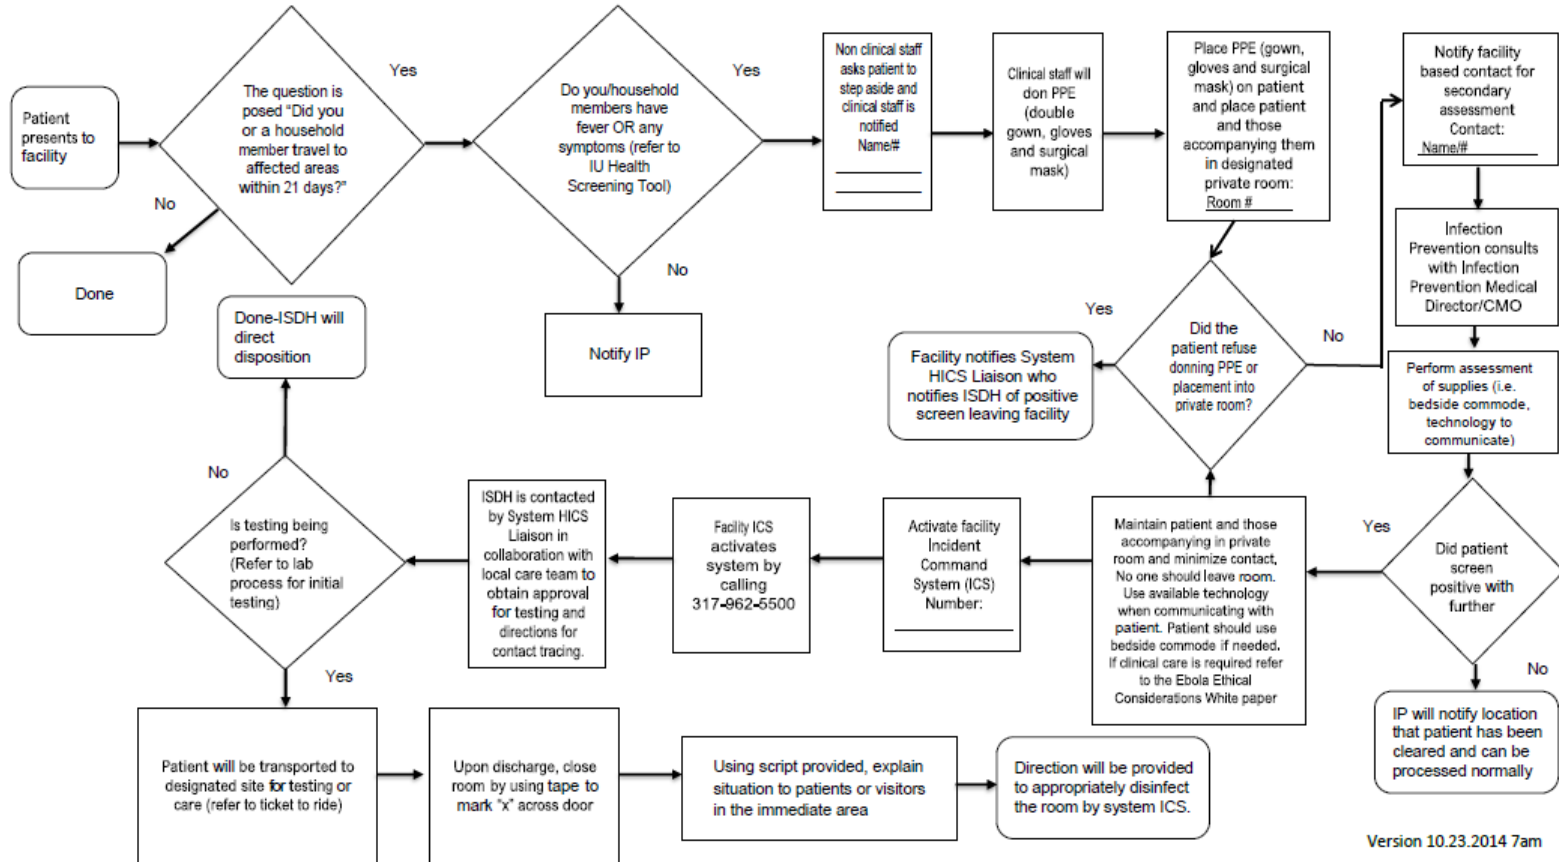 Patient
presents to
facility
The question is
posed “Did you
or a household
member travel to
affected areas
within 21 days?”
Yes
No
Done
Do you/household
members have
fever OR any
symptoms (refer to
IU Health
Screening Tool)
Yes
No
Notify IP
Non clinical staff
asks patient to
step aside and
clinical staff is
notified
Name/#
Clinical staff will
don PPE
(double
gown, gloves
and surgical
mask)
Place PPE (gown,
gloves and surgical
mask) on patient
and place patient
and those
accompanying them
in designated
private room:
Room #
Did the
patient refuse
donning PPE or
placement into
private room?
Yes
No
Facility notifies System
HICS Liaison who
notifies ISDH of positive
screen leaving facility
Notify facility
based contact for
secondary
assessment
Contact:
Name/#
Infection
Prevention consults
with Infection
Prevention Medical
Director/CMO
Perform assessment
of supplies (i.e.
bedside commode,
technology to
communicate)
Did patient
screen
positive with
further
Yes
No
IP will notify location
that patient has been
cleared and can be
processed normally
Maintain patient and those
accompanying in private
room and minimize contact,
No one should leave room.
Use available technology
when communicating with
patient. Patient should use
bedside commode if needed.
If clinical care is required refer
to the Ebola Ethical
Considerations White paper
Activate facility
Incident
Command
System (ICS)
Number:
Facility ICS
activates
system by
calling
317-962-5500
ISDH is contacted
by System HICS
Liaison in
collaboration with
local care team to
obtain approval
for testing and
directions for
contact tracing.
Is testing being
performed?
(Refer to lab
process for initial
testing)
No
Done-ISDH will
direct
disposition
Yes
Patient will be transported to
designated site for testing or
care (refer to ticket to ride)
Upon discharge, close
room by using tape to
mark “x” across door
Using script provided, explain
situation to patients or visitors
in the immediate area
Direction will be provided
to appropriately disinfect
the room by system ICS.
Version 10.23.2014 7am